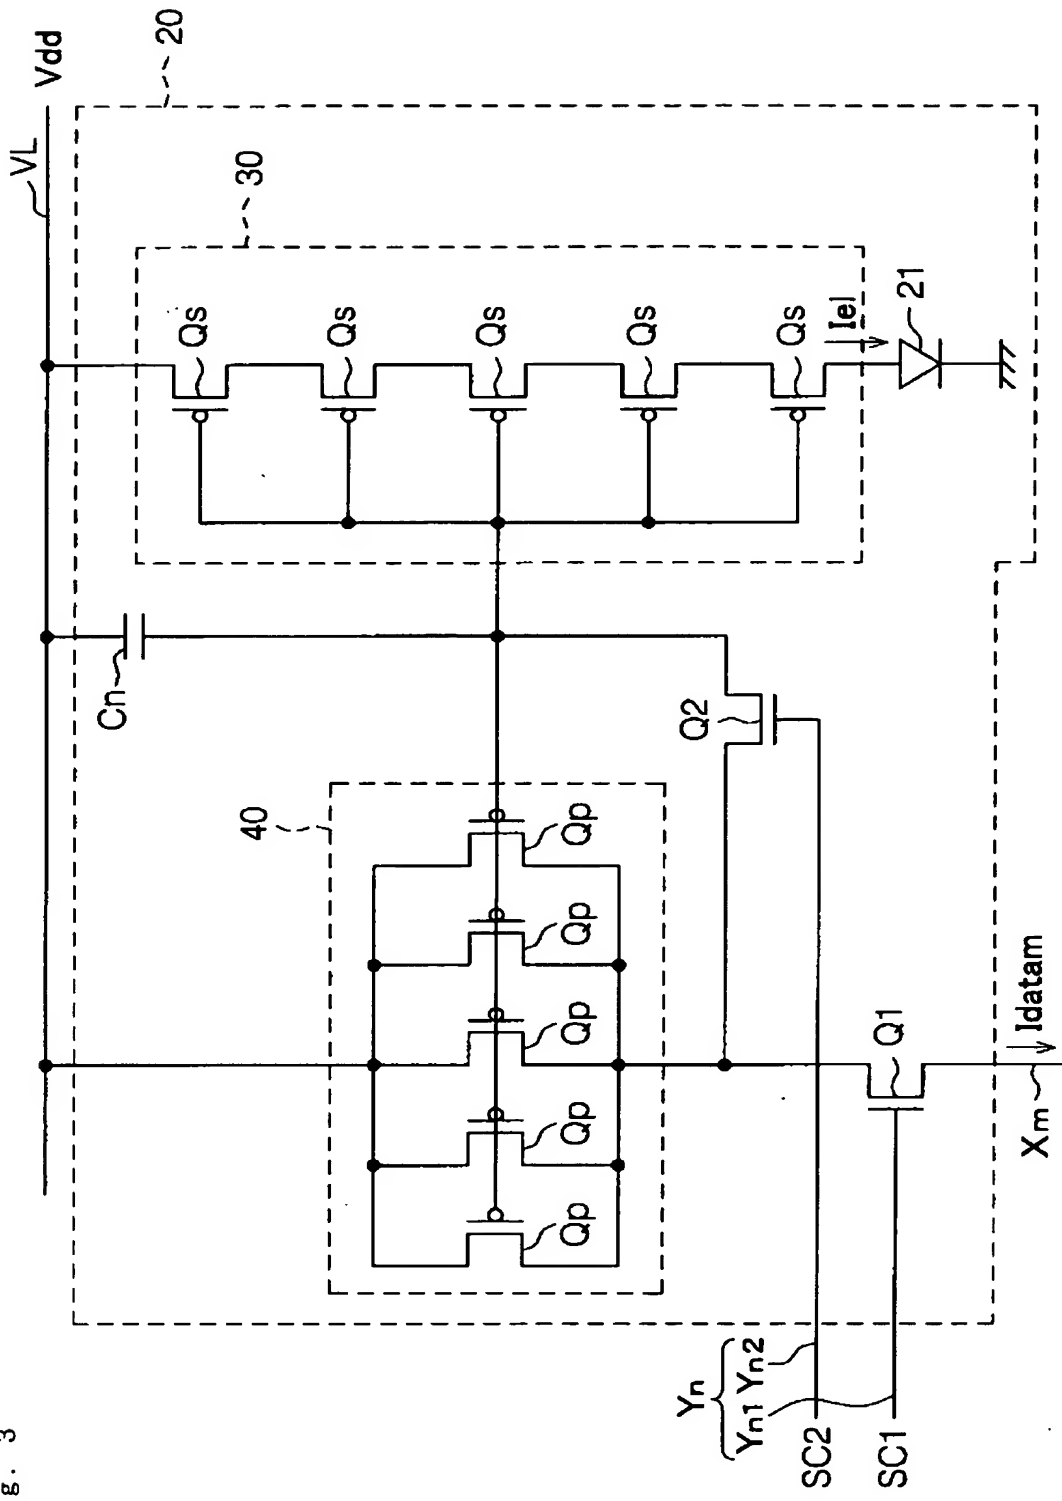 g. 3
VL
Vdd
20
30
Qs
Qs
Qs
Qs
Qs
Iel
21
Cn
40
Qp
Qp
Qp
Qp
Qp
Q2
Q1
Idatam
Xm
Yn
Yn1 Yn2
SC2
SC1